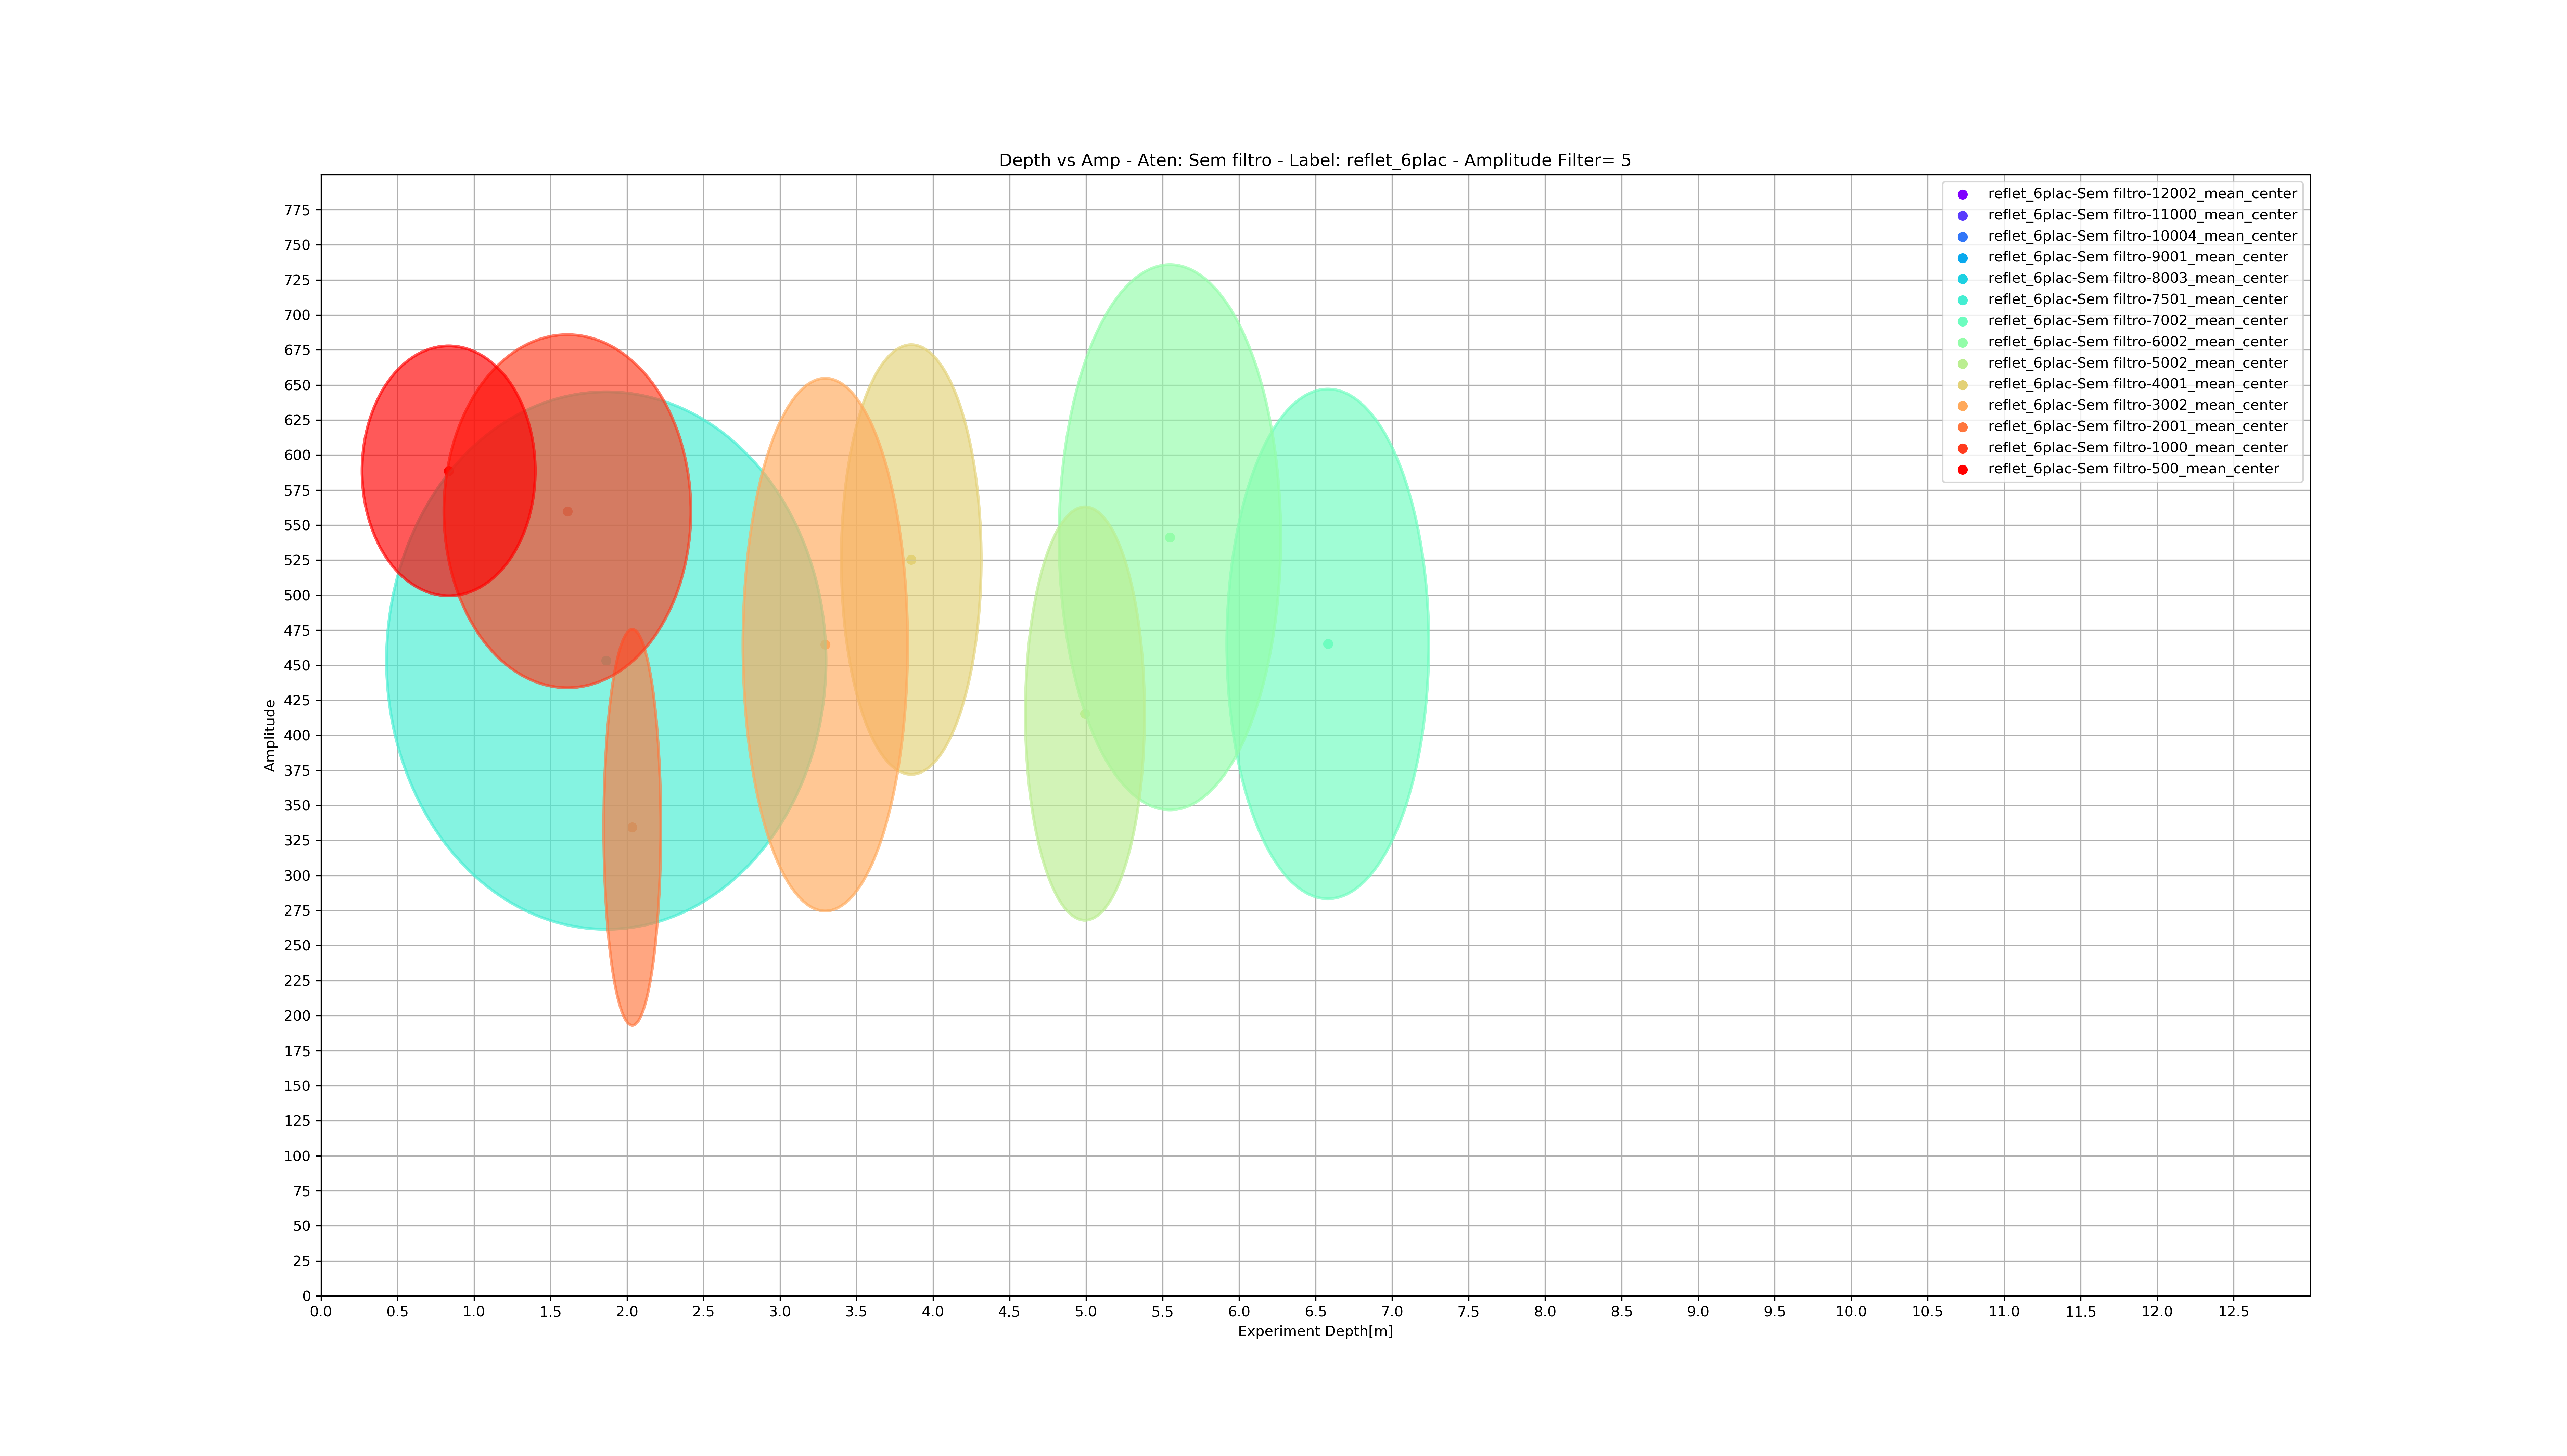 Depth vs Amp - Aten: Sem filtro - Label: reflet_6plac - Amplitude Filter= 5
reflet_6plac-Sem filtro-12002_mean_center
reflet_6plac-Sem filtro-11000_mean_center
reflet_6plac-Sem filtro-10004_mean_center
reflet_6plac-Sem filtro-9001_mean_center
reflet_6plac-Sem filtro-8003_mean_center
reflet_6plac-Sem filtro-7501_mean_center
reflet_6plac-Sem filtro-7002_mean_center
reflet_6plac-Sem filtro-6002_mean_center
reflet_6plac-Sem filtro-5002_mean_center
reflet_6plac-Sem filtro-4001_mean_center
reflet_6plac-Sem filtro-3002_mean_center
reflet_6plac-Sem filtro-2001_mean_center
reflet_6plac-Sem filtro-1000_mean_center
reflet_6plac-Sem filtro-500_mean_center
Amplitude
775
750
725
700
675
650
625
600
575
550
525
500
475
450
425
400
375
350
325
300
275
250
225
200
175
150
125
100
75
50
25
0
0.0 0.5 1.0 1.5 2.0 2.5 3.0 3.5 4.0 4.5 5.0 5.5 6.0 6.5 7.0 7.5 8.0 8.5 9.0 9.5 10.0 10.5 11.0 11.5 12.0 12.5
Experiment Depth[m]